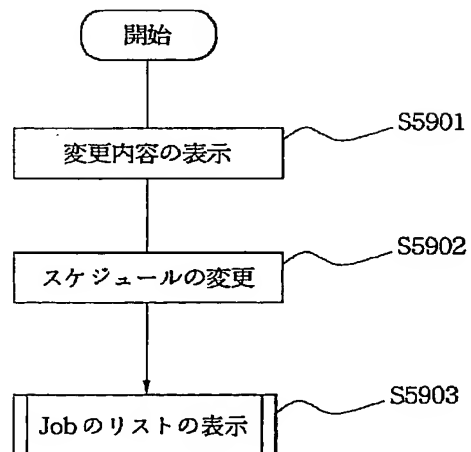 開始
変更内容の表示
S5901
スケジュールの変更
S5902
Jobのリストの表示
S5903